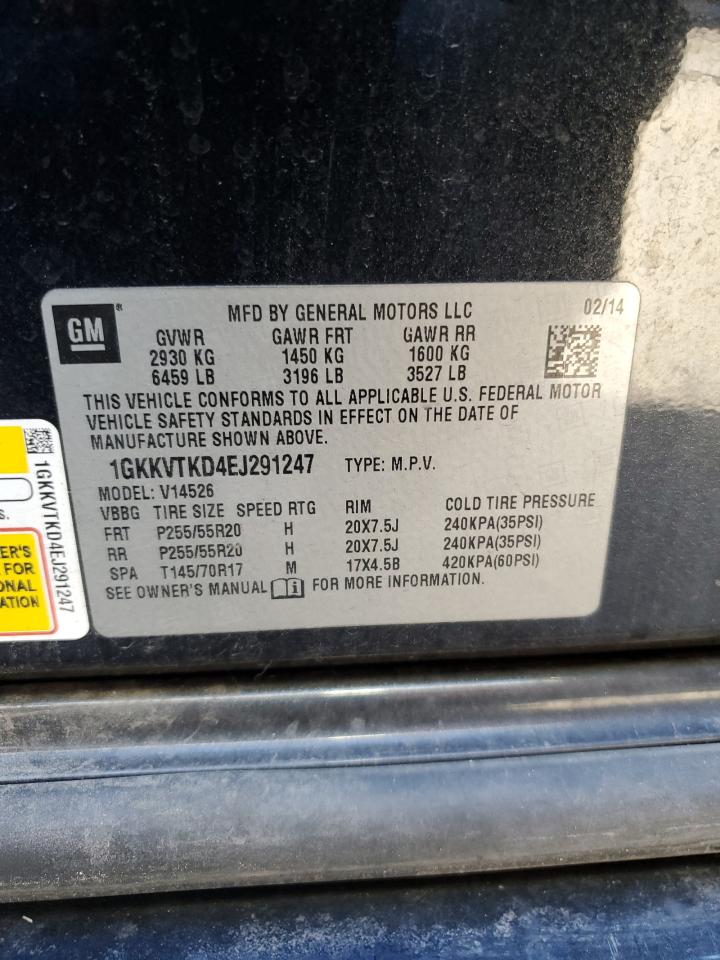 GM®
MFD BY GENERAL MOTORS LLC 02/14
GVWR GAWR FRT GAWR RR
2930 KG 1450 KG 1600 KG
6459 LB 3196 LB 3527 LB
THIS VEHICLE CONFORMS TO ALL APPLICABLE U.S. FEDERAL MOTOR
VEHICLE SAFETY STANDARDS IN EFFECT ON THE DATE OF
MANUFACTURE SHOWN ABOVE.
1GKKVTKD4EJ291247 TYPE: M.P.V.
MODEL: V14526
VBBG TIRE SIZE SPEED RTG RIM COLD TIRE PRESSURE
FRT P255/55R20 H 20X7.5J 240KPA(35PSI)
RR P255/55R20 H 20X7.5J 240KPA(35PSI)
SPA T145/70R17 M 17X4.5B 420KPA(60PSI)
SEE OWNER'S MANUAL i FOR MORE INFORMATION.
1GKKVTKD4EJ291247
S.
ER'S
FOR
ONAL
ATION